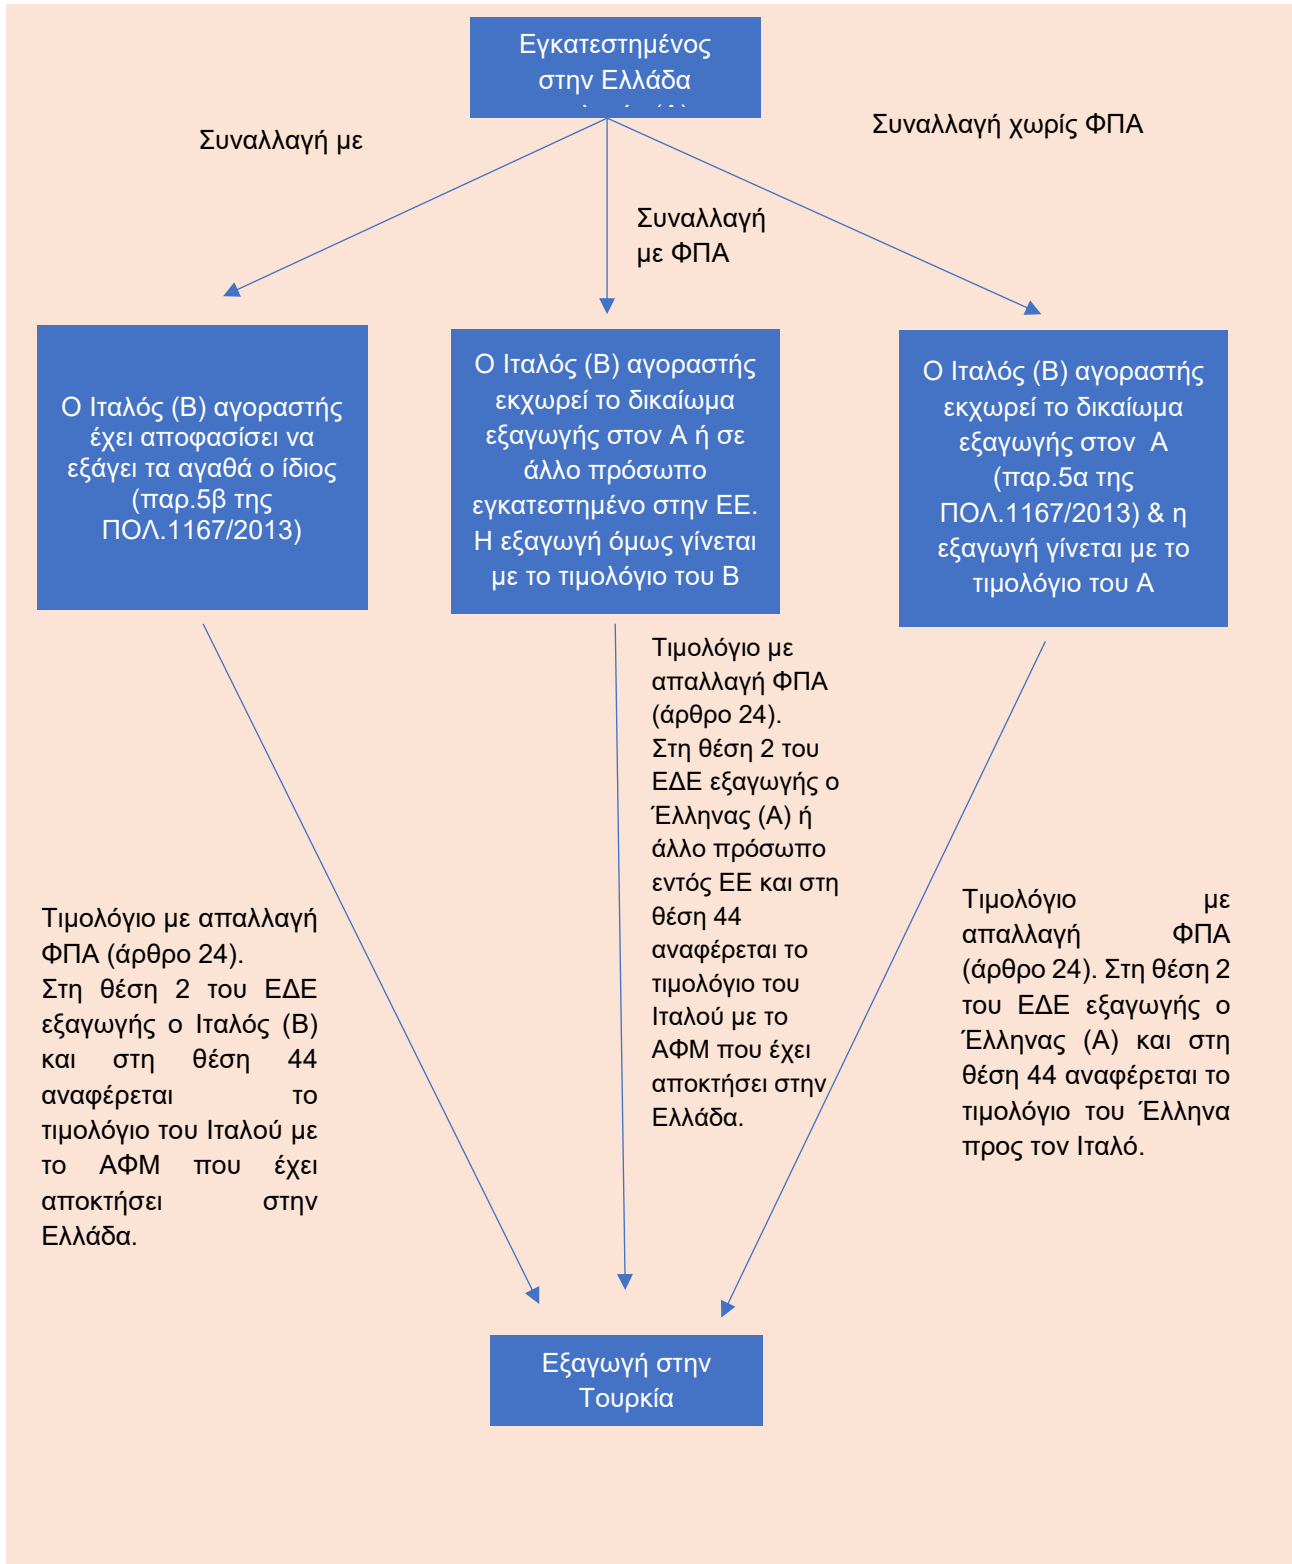 Εγκατεστημένος
στην Ελλάδα
Συναλλαγή με
Συναλλαγή χωρίς ΦΠΑ
Συναλλαγή
με ΦΠΑ
Ο Ιταλός (Β) αγοραστής
έχει αποφασίσει να
εξάγει τα αγαθά ο ίδιος
(παρ.5β της
ΠΟΛ.1167/2013)
Ο Ιταλός (Β) αγοραστής
εκχωρεί το δικαίωμα
εξαγωγής στον Α ή σε
άλλο πρόσωπο
εγκατεστημένο στην ΕΕ.
Η εξαγωγή όμως γίνεται
με το τιμολόγιο του Β
Ο Ιταλός (Β) αγοραστής
εκχωρεί το δικαίωμα
εξαγωγής στον Α
(παρ.5α της
ΠΟΛ.1167/2013) & η
εξαγωγή γίνεται με το
τιμολόγιο του Α
Τιμολόγιο με απαλλαγή
ΦΠΑ (άρθρο 24).
Στη θέση 2 του ΕΔΕ
εξαγωγής ο Ιταλός (Β)
και στη θέση 44
αναφέρεται το
τιμολόγιο του Ιταλού με
το ΑΦΜ που έχει
αποκτήσει στην
Ελλάδα.
Τιμολόγιο με
απαλλαγή ΦΠΑ
(άρθρο 24).
Στη θέση 2 του
ΕΔΕ εξαγωγής ο
Έλληνας (Α) ή
άλλο πρόσωπο
εντός ΕΕ και στη
θέση 44
αναφέρεται το
τιμολόγιο του
Ιταλού με το
ΑΦΜ που έχει
αποκτήσει στην
Ελλάδα.
Τιμολόγιο με
απαλλαγή ΦΠΑ
(άρθρο 24). Στη θέση 2
του ΕΔΕ εξαγωγής ο
Έλληνας (Α) και στη
θέση 44 αναφέρεται το
τιμολόγιο του Έλληνα
προς τον Ιταλό.
Εξαγωγή στην
Τουρκία